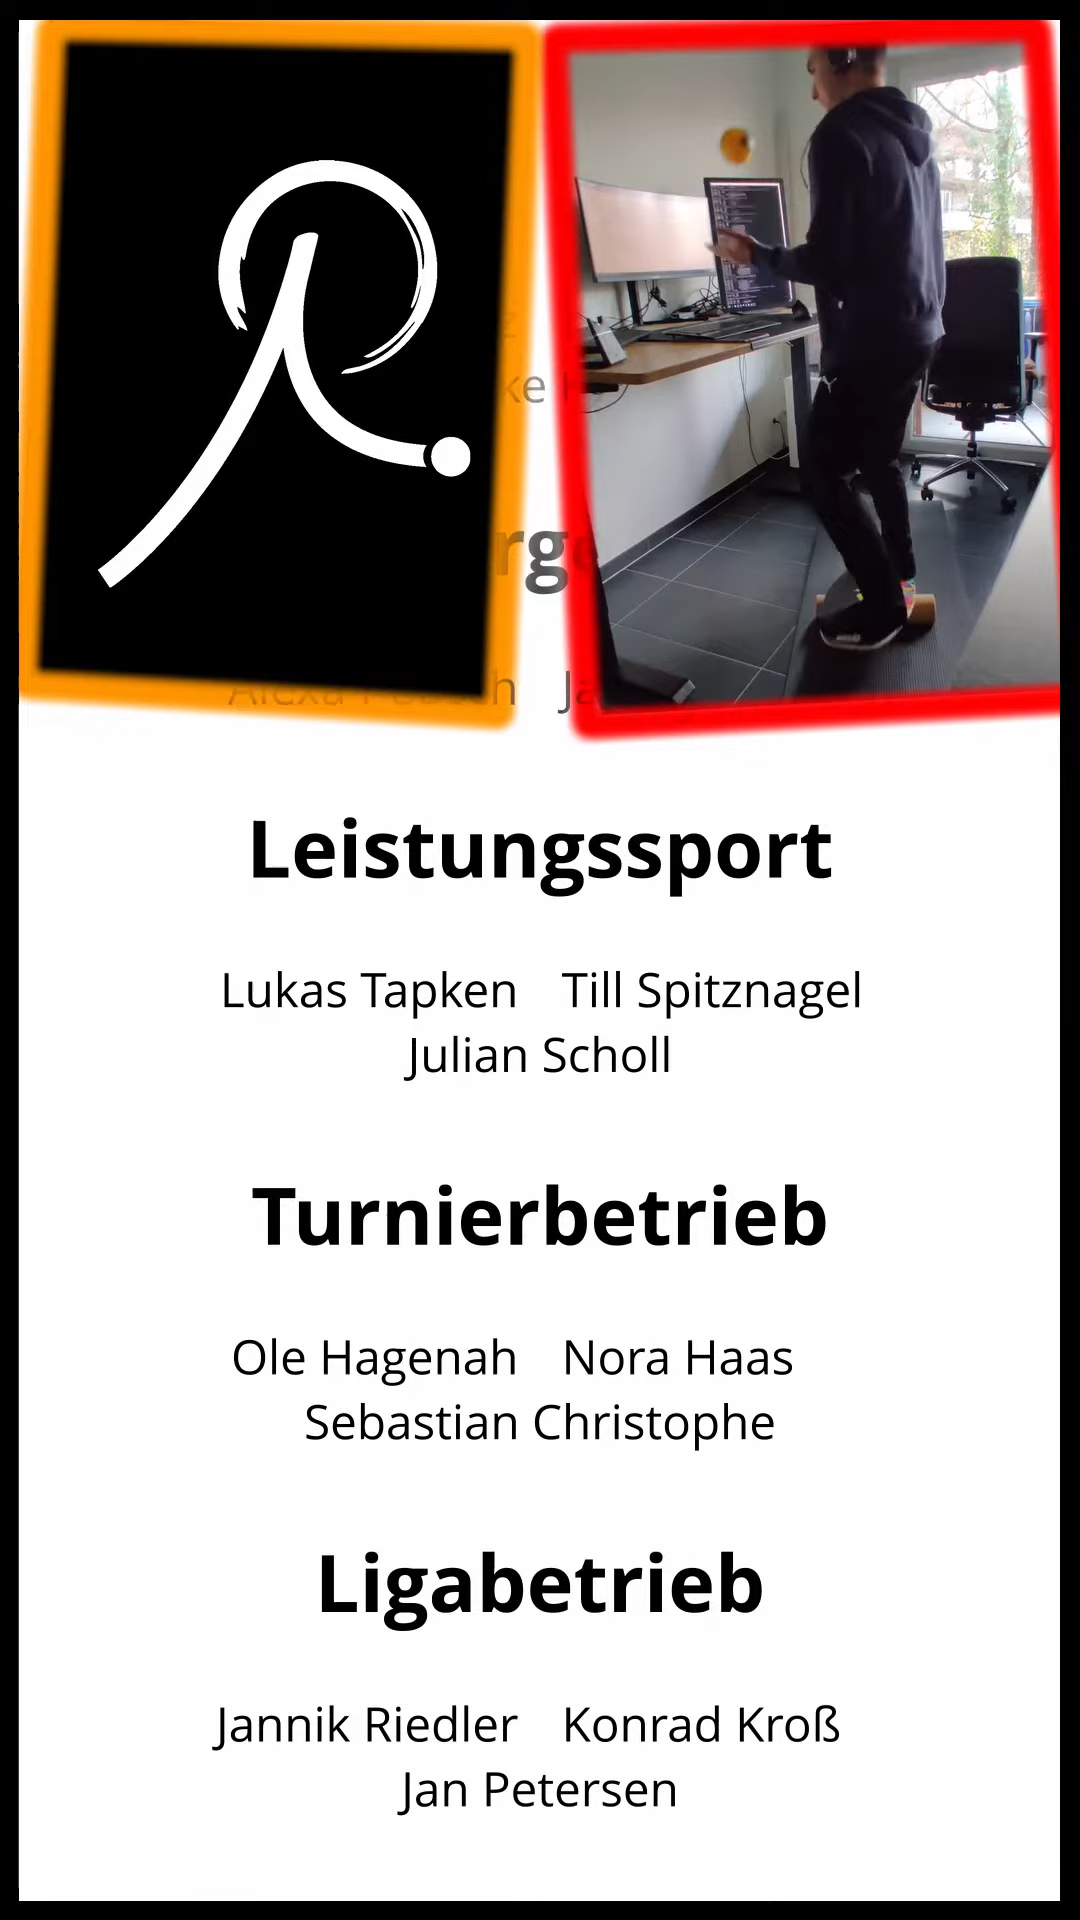 Leistungssport
Lukas Tapken Till Spitznagel
Julian Scholl
Turnierbetrieb
Ole Hagenah Nora Haas
Sebastian Christophe
Ligabetrieb
Jannik Riedler Konrad Kroß
Jan Petersen